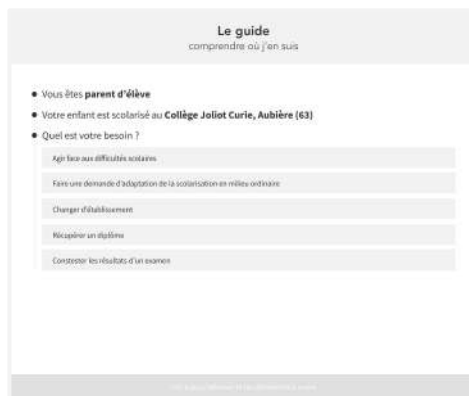 Le guide
comprendre où j'en suis
Vous êtes parent d'élève
Votre enfant est scolarisé au Collège Joliot Curie, Aubière (63)
Quel est votre besoin ?
Agir face aux difficultés scolaires
Faire une demande d'adaptation de la scolarisation en milieu ordinaire
Changer d'établissement
Récupérer un diplôme
Constester les résultats d'un examen